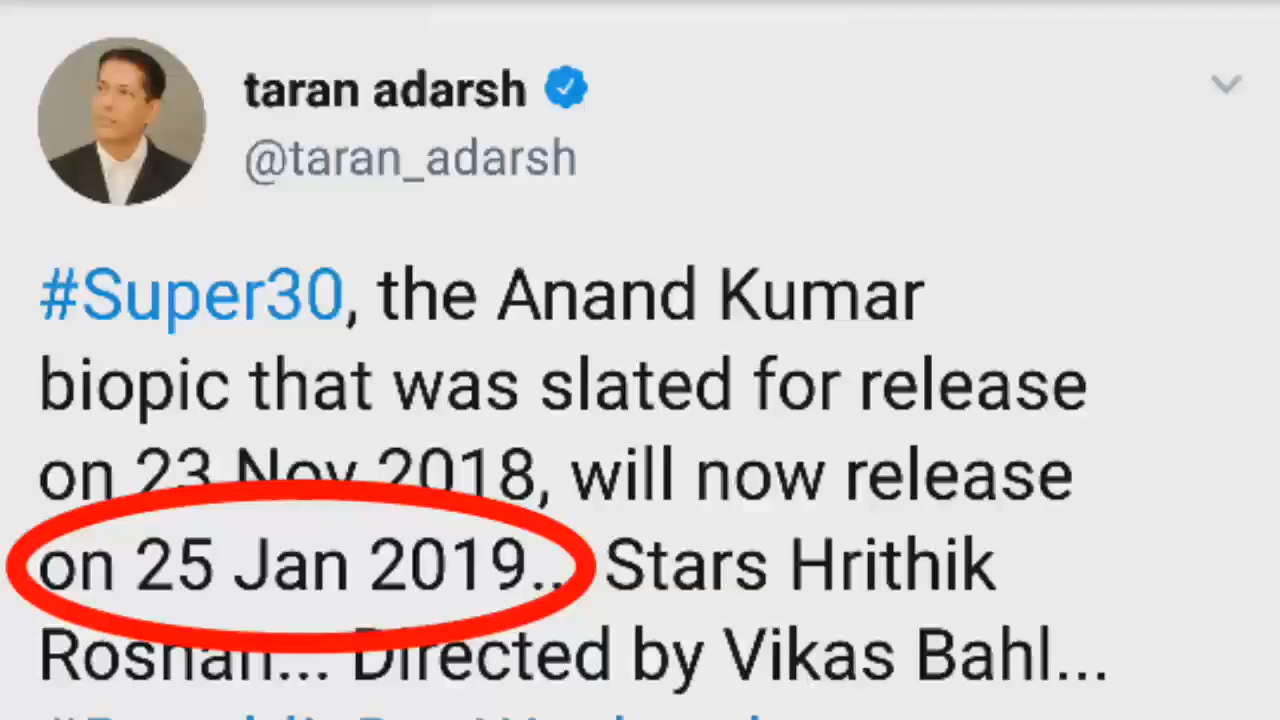 taran adarsh
@taran_adarsh
#Super30, the Anand Kumar
biopic that was slated for release
on 23 Nov 2018, will now release
on 25 Jan 2019... Stars Hrithik
Roshan... Directed by Vikas Bahl...